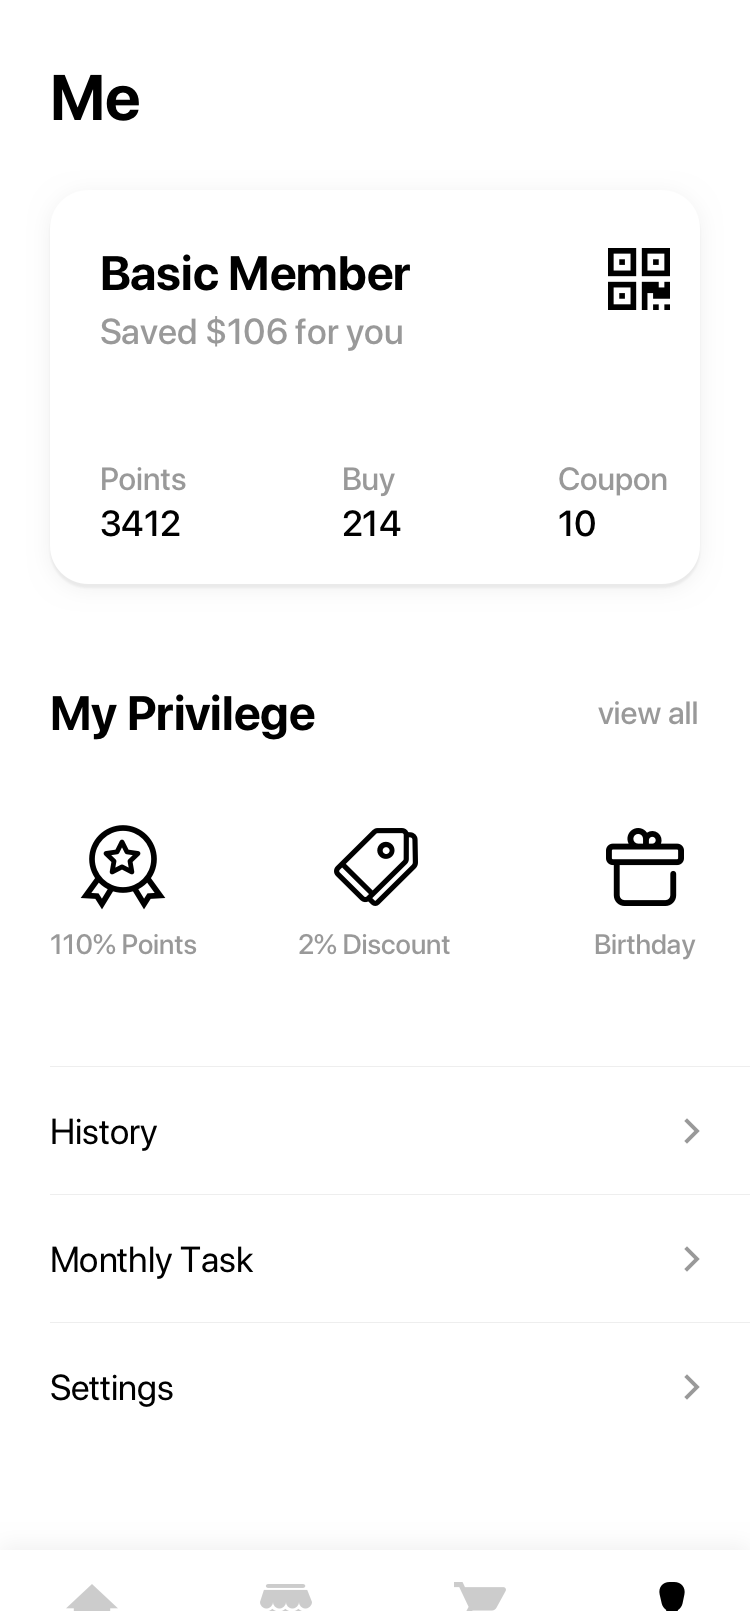 Me
Basic Member
Saved $106 for you
Points Buy Coupon
3412 214 10
My Privilege view all
110% Points 2% Discount Birthday
History
Monthly Task
Settings